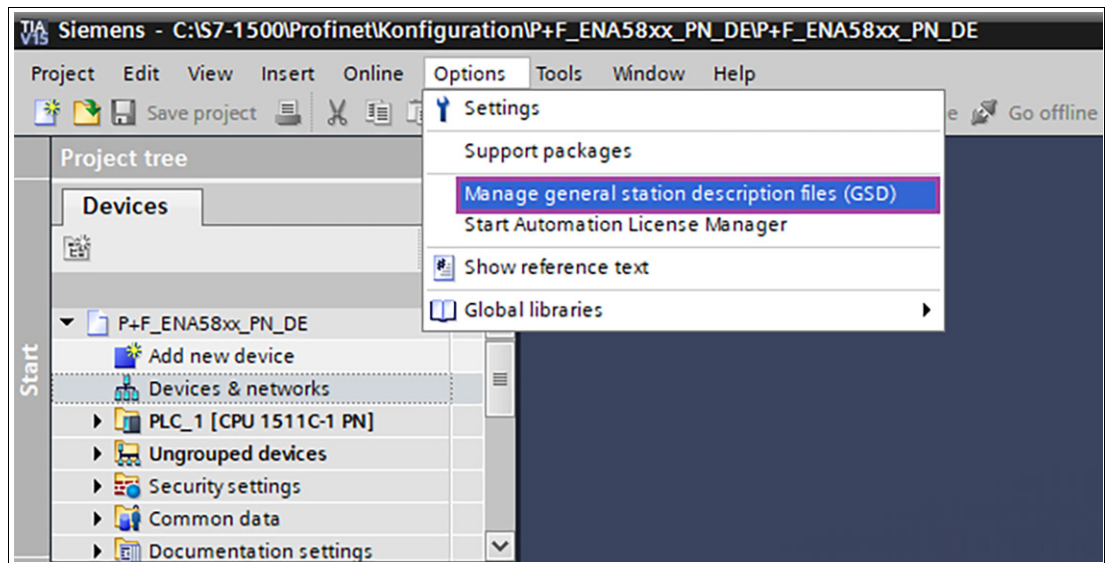 TIA V15 Siemens - C:\S7-1500\Profinet\Konfiguration\P+F_ENA58xx_PN_DE\P+F_ENA58xx_PN_DE
Project Edit View Insert Online Options Tools Window Help
Save project Go offline
Settings
Support packages
Manage general station description files (GSD)
Start Automation License Manager
Show reference text
Global libraries
Project tree
Devices
P+F_ENA58xx_PN_DE
Add new device
Devices & networks
PLC_1 [CPU 1511C-1 PN]
Ungrouped devices
Security settings
Common data
Documentation settings
Start